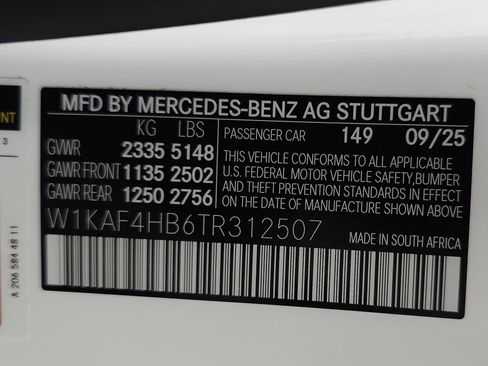 MFD BY MERCEDES-BENZ AG STUTTGART
KG LBS
GVWR 2335 5148
GAWR FRONT 1135 2502
GAWR REAR 1250 2756
PASSENGER CAR 149 09/25
THIS VEHICLE CONFORMS TO ALL APPLICABLE
U.S. FEDERAL MOTOR VEHICLE SAFETY,BUMPER
AND THEFT PREVENTION STANDARDS IN EFFECT
ON THE DATE OF MANUFACTURE SHOWN ABOVE
W1KAF4HB6TR312507
MADE IN SOUTH AFRICA
A 206 584 48 11